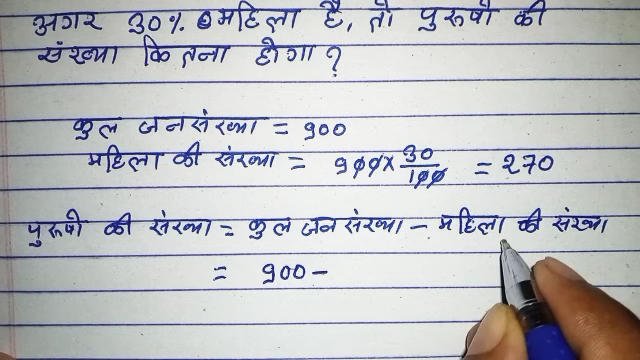 अगर 30% महिला है, तो पुरूषो की
संख्या कितना होगा?
कुल जनसंख्या = 900
महिला की संख्या = 900 × 30/100 = 270
पुरूषो की संख्या = कुल जनसंख्या - महिला की संख्या
= 900 -